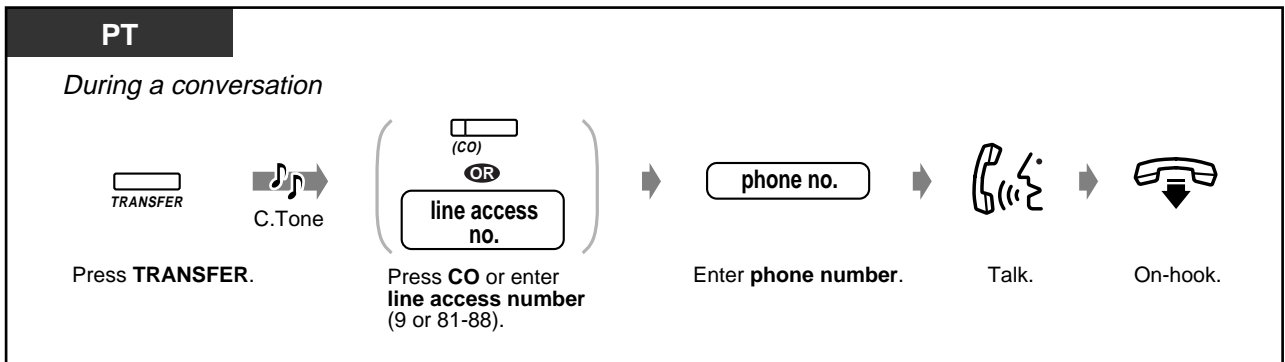 PT
During a conversation
TRANSFER
C.Tone
(CO)
OR
line access
no.
phone no.
Press TRANSFER.
Press CO or enter
line access number
(9 or 81-88).
Enter phone number.
Talk.
On-hook.